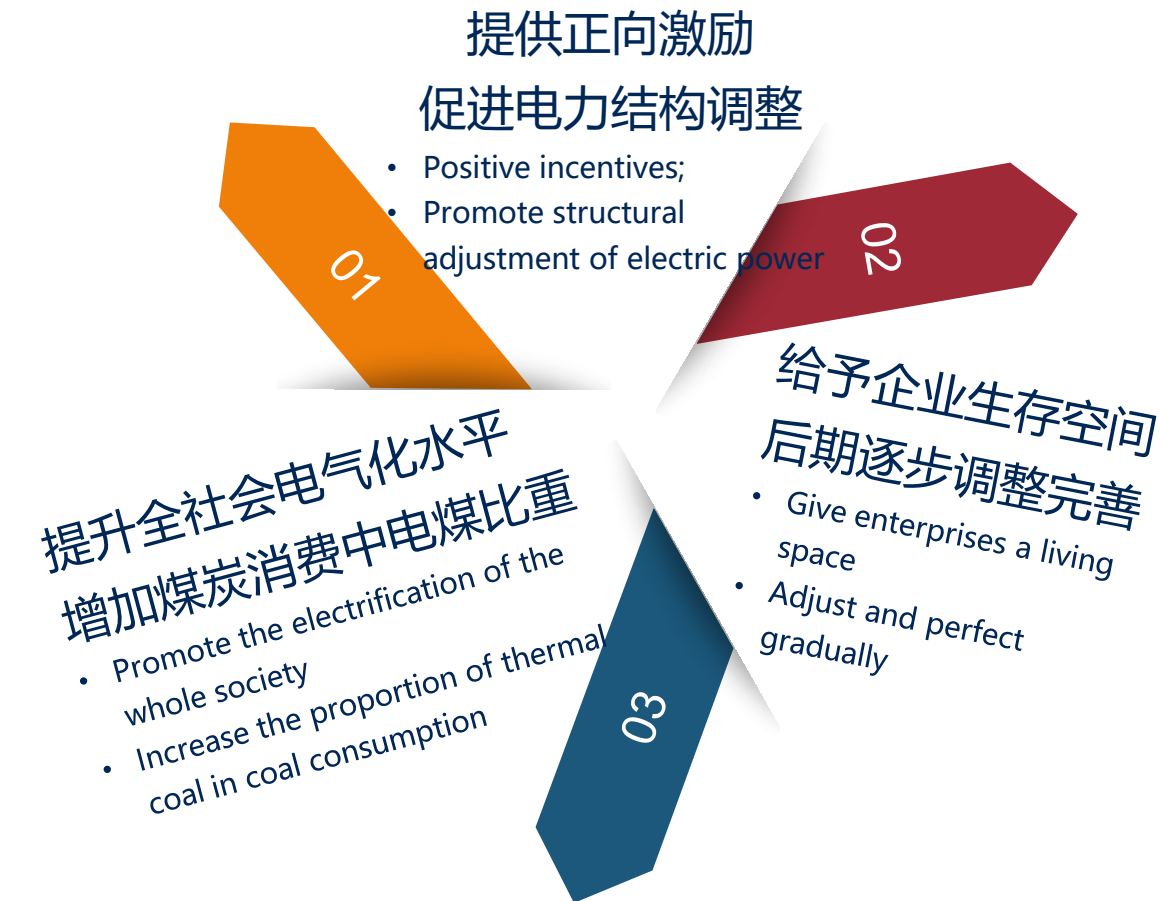 提供正向激励
促进电力结构调整
• Positive incentives;
• Promote structural
adjustment of electric power
01
02
给予企业生存空间
后期逐步调整完善
• Give enterprises a living
space
• Adjust and perfect
gradually
03
提升全社会电气化水平
增加煤炭消费中电煤比重
• Promote the electrification of the
whole society
• Increase the proportion of thermal
coal in coal consumption